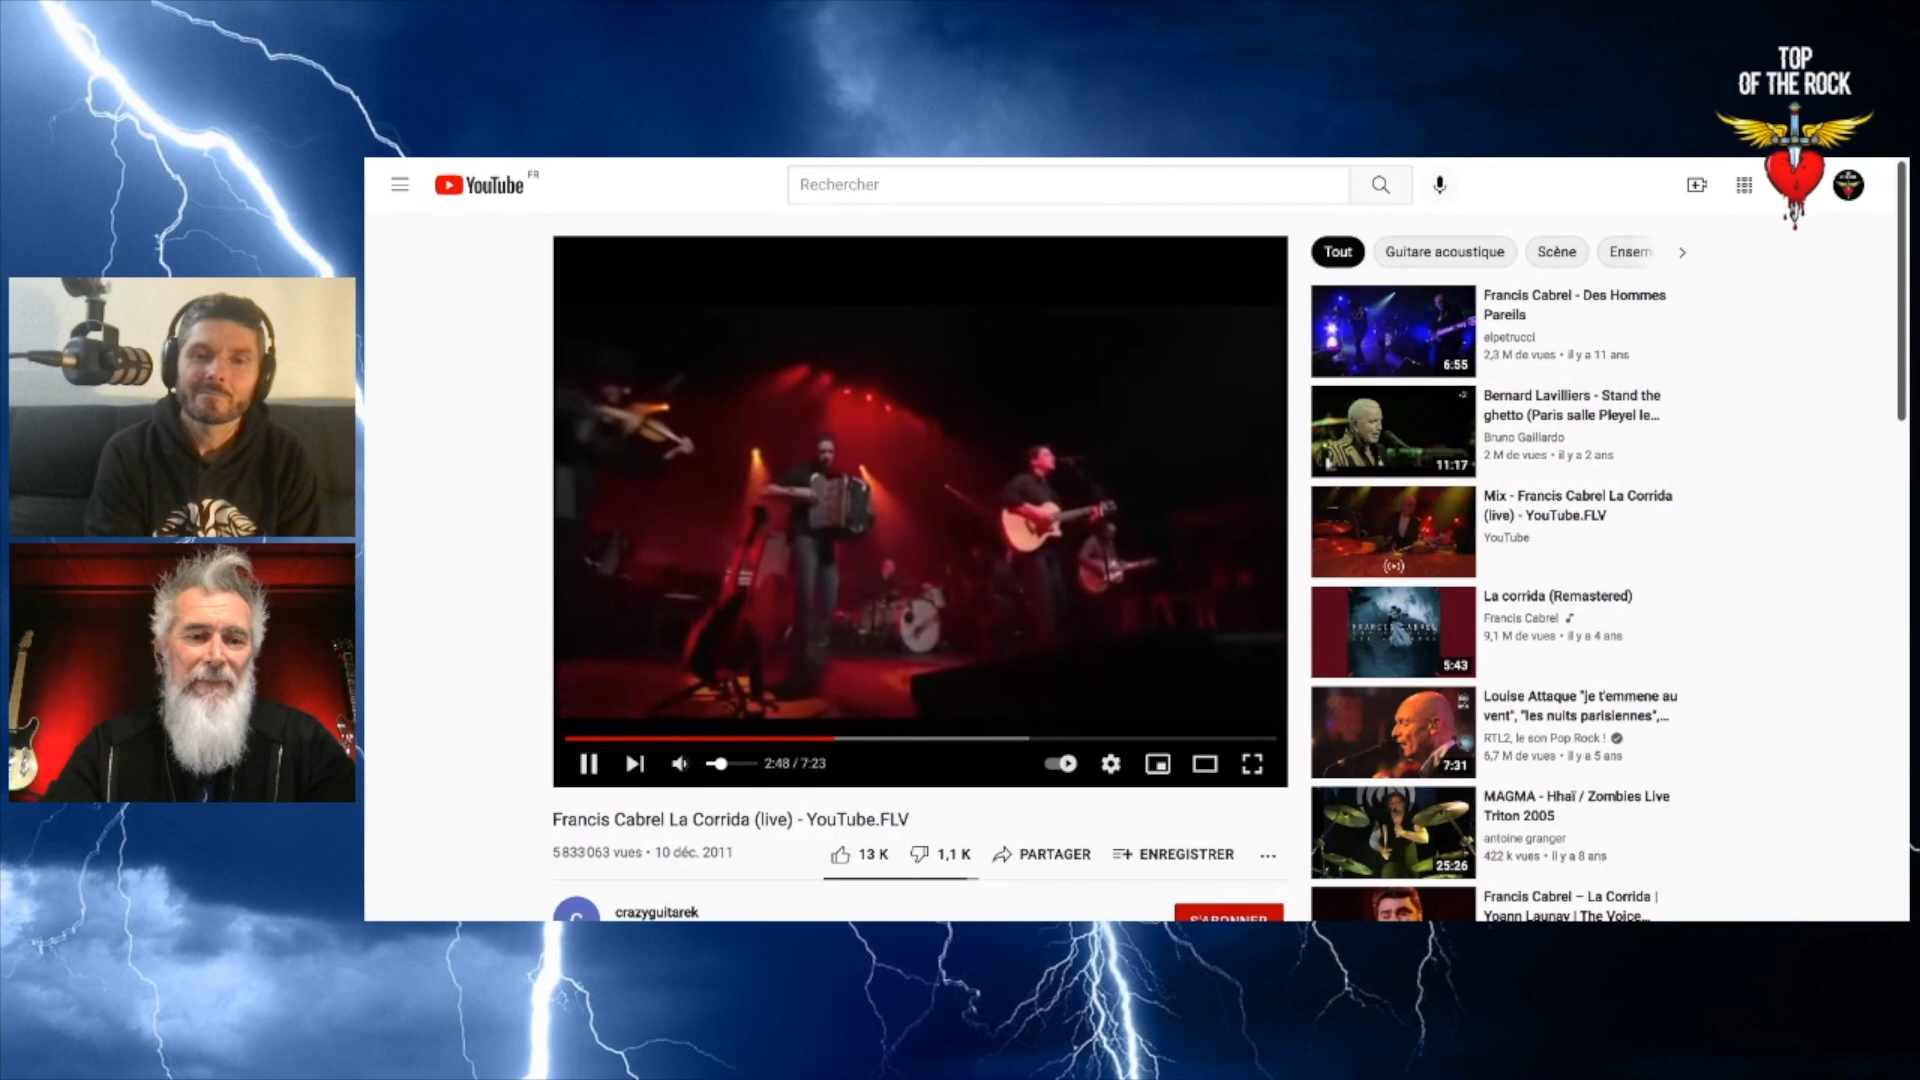 TOP
OF THE ROCK
YouTube FR
Rechercher
Tout
Guitare acoustique
Scène
Ensem
6:55
Francis Cabrel - Des Hommes
Pareils
elpetrucci
2,3 M de vues • il y a 11 ans
11:17
Bernard Lavilliers - Stand the
ghetto (Paris salle Pleyel le...
Bruno Gaillardo
2 M de vues • il y a 2 ans
Mix - Francis Cabrel La Corrida
(live) - YouTube.FLV
YouTube
5:43
La corrida (Remastered)
Francis Cabrel
9,1 M de vues • il y a 4 ans
7:31
Louise Attaque "je t'emmene au
vent", "les nuits parisiennes",...
RTL2, le son Pop Rock !
6,7 M de vues • il y a 5 ans
25:26
MAGMA - Hhaï / Zombies Live
Triton 2005
antoine granger
422 k vues • il y a 8 ans
Francis Cabrel – La Corrida |
Yoann Launay | The Voice...
2:48 / 7:23
Francis Cabrel La Corrida (live) - YouTube.FLV
5 833 063 vues • 10 déc. 2011
13 K
1,1 K
PARTAGER
ENREGISTRER
crazyguitarek
S'ABONNER